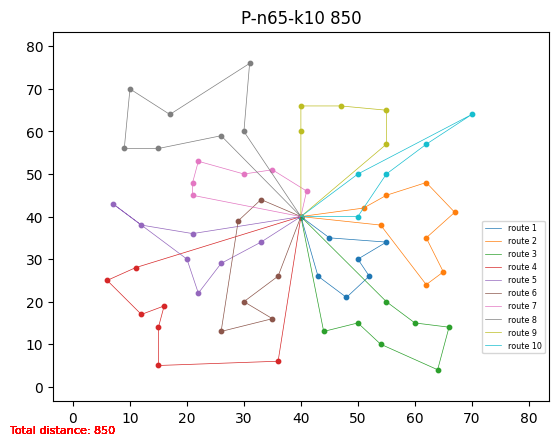 P-n65-k10 850
80
70
60
50
40
30
20
10
0
0 10 20 30 40 50 60 70 80
route 1
route 2
route 3
route 4
route 5
route 6
route 7
route 8
route 9
route 10
Total distance: 850